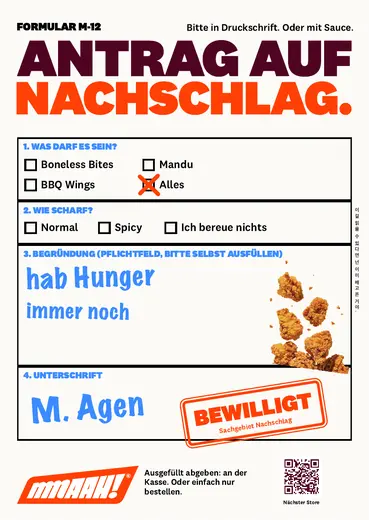 FORMULAR M-12
Bitte in Druckschrift. Oder mit Sauce.
ANTRAG AUF
NACHSCHLAG.
1. WAS DARF ES SEIN?
Boneless Bites
Mandu
BBQ Wings
Alles
2. WIE SCHARF?
Normal
Spicy
Ich bereue nichts
3. BEGRÜNDUNG (PFLICHTFELD, BITTE SELBST AUSFÜLLEN)
hab Hunger
immer noch
4. UNTERSCHRIFT
M. Agen
BEWILLIGT
Sachgebiet Nachschlag
mmAAH!®
Ausgefüllt abgeben: an der
Kasse. Oder einfach nur
bestellen.
Nächster Store